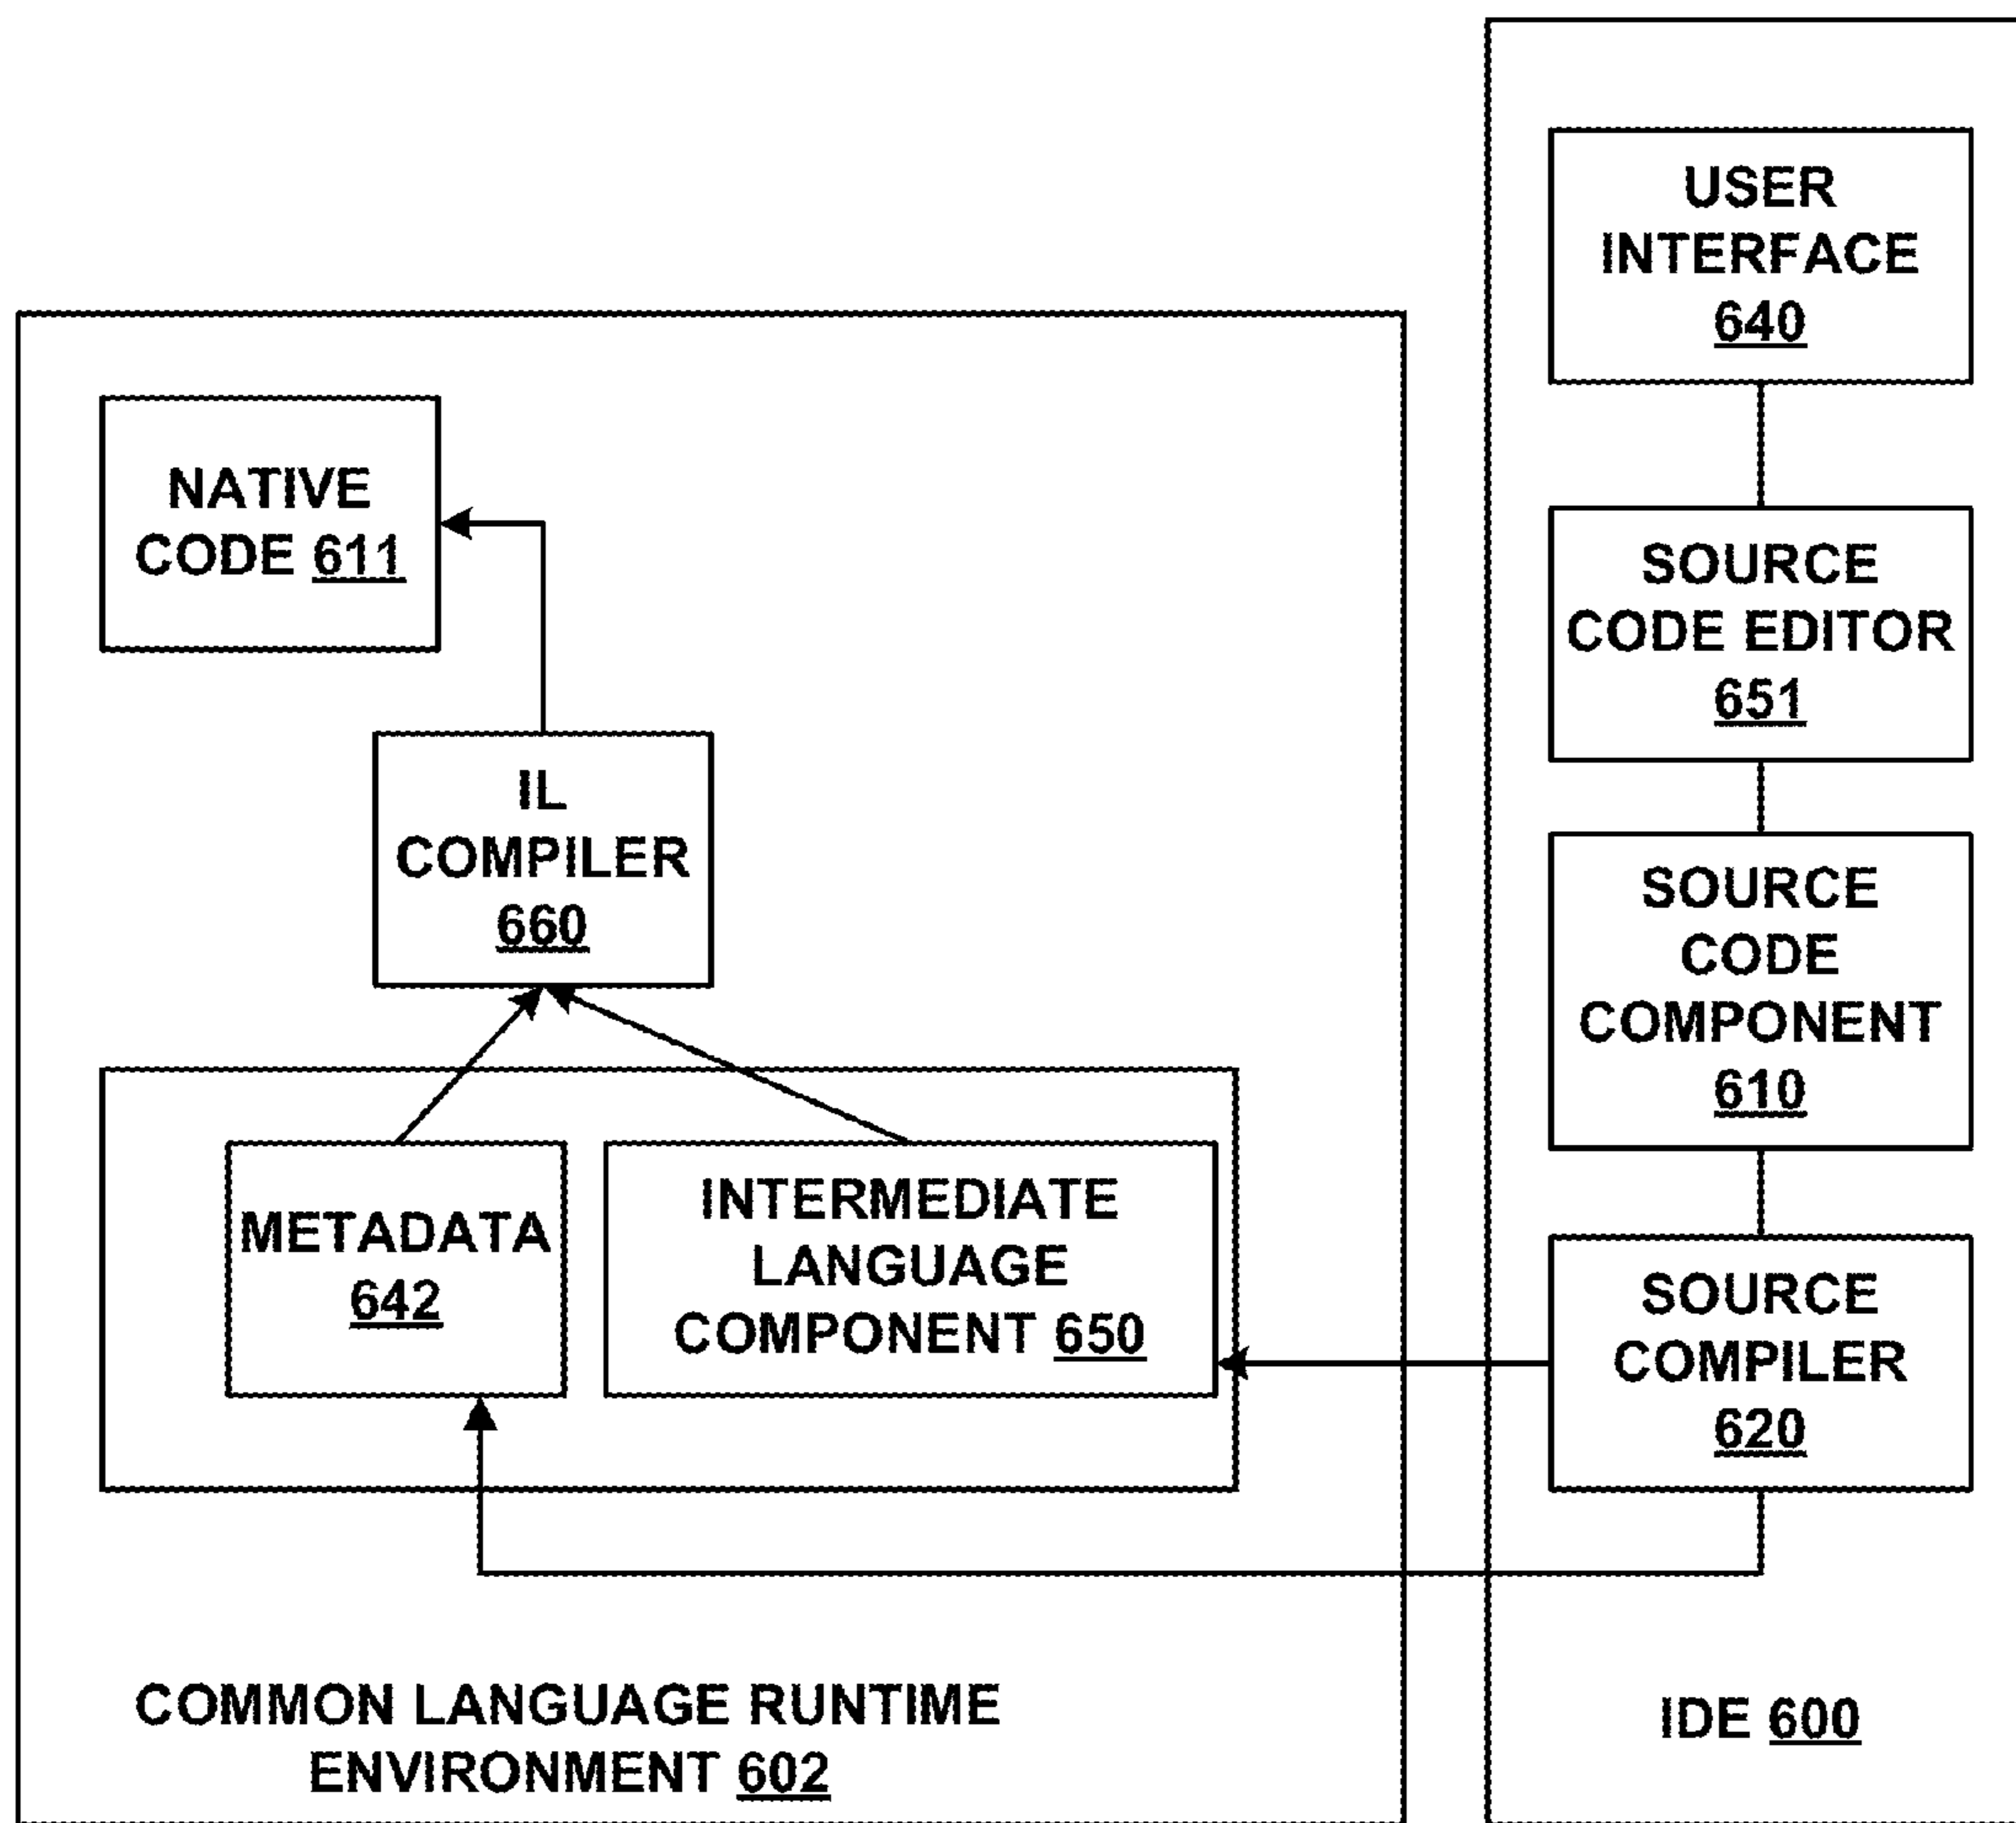 USER
INTERFACE
640
NATIVE
CODE 611
SOURCE
CODE EDITOR
651
IL
COMPILER
660
SOURCE
CODE
COMPONENT
610
METADATA
642
INTERMEDIATE
LANGUAGE
COMPONENT 650
SOURCE
COMPILER
620
COMMON LANGUAGE RUNTIME
ENVIRONMENT 602
IDE 600